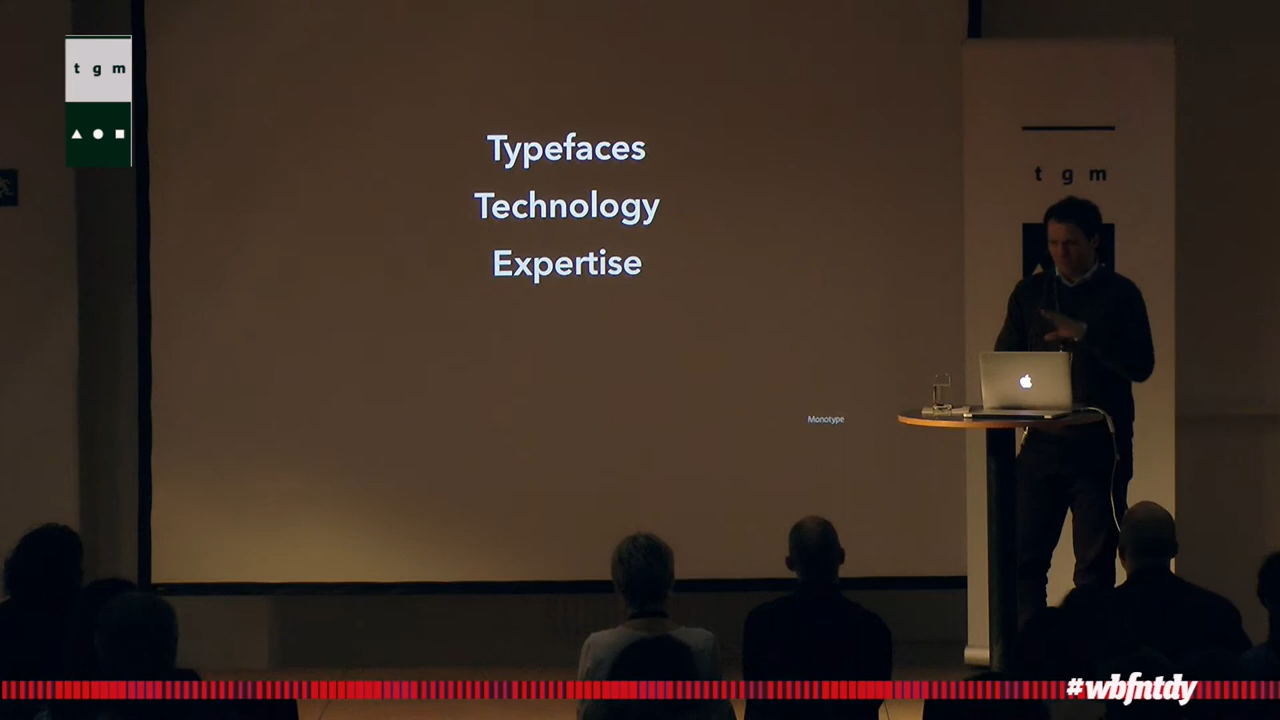 t g m
Typefaces
Technology
Expertise
t g m
Monotype
#wbfntdy